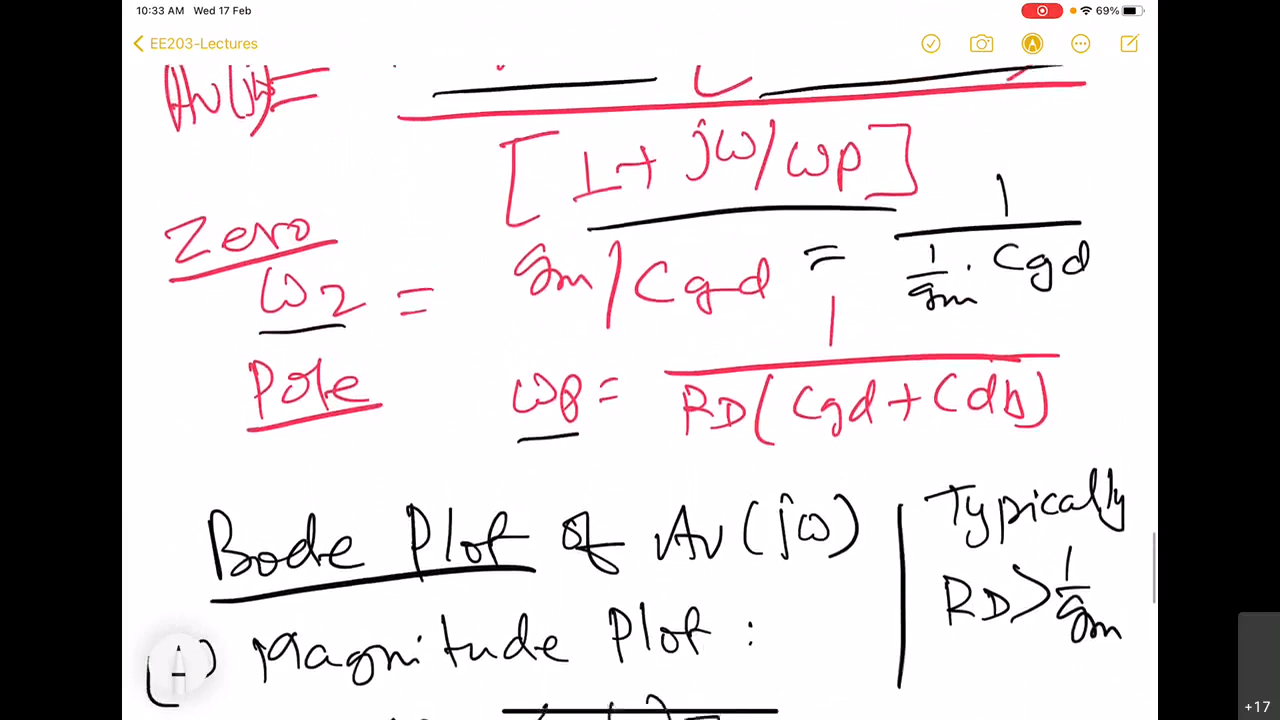 10:33 AM Wed 17 Feb
69%
EE203-Lectures
Av(jω)=
[1+ jω/ωp]
Zero
ωz = gm/Cgd = 1 / (1/gm · Cgd)
Pole ωp = 1 / RD(Cgd+Cdb)
Bode Plot of Av(jω)
Typically
RD > 1/gm
Magnitude Plot :
+17